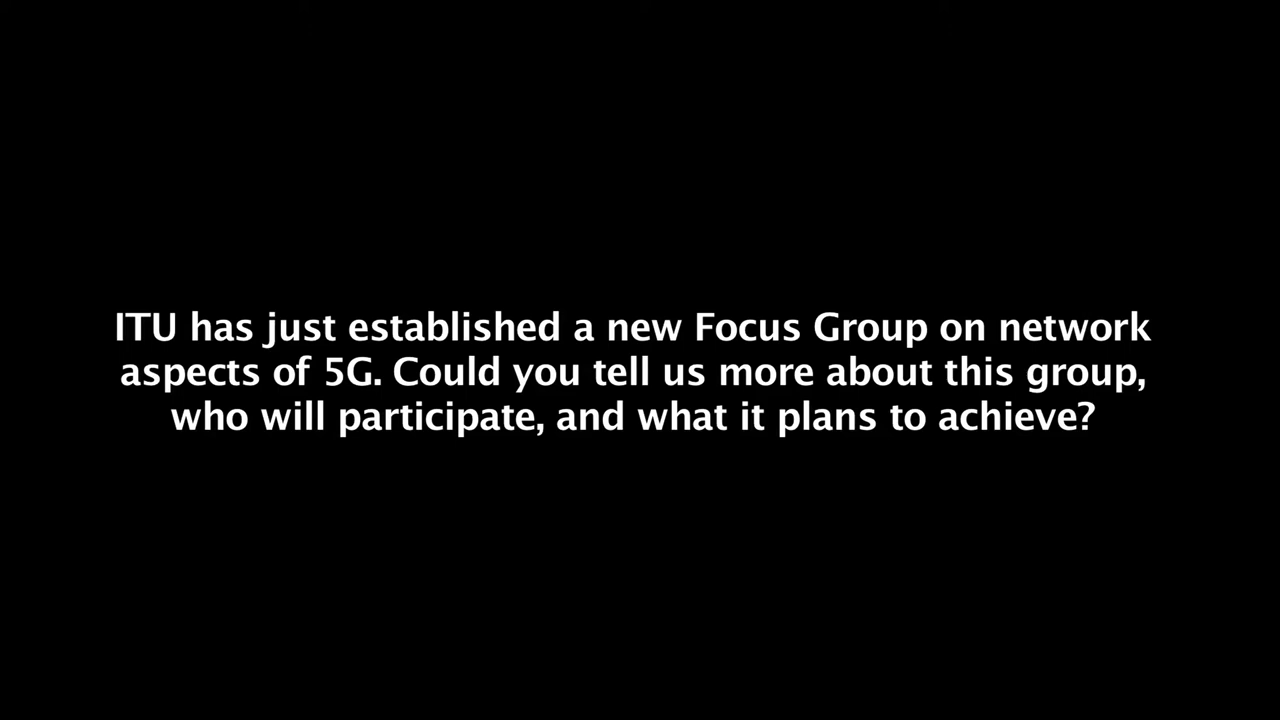 ITU has just established a new Focus Group on network
aspects of 5G. Could you tell us more about this group,
who will participate, and what it plans to achieve?